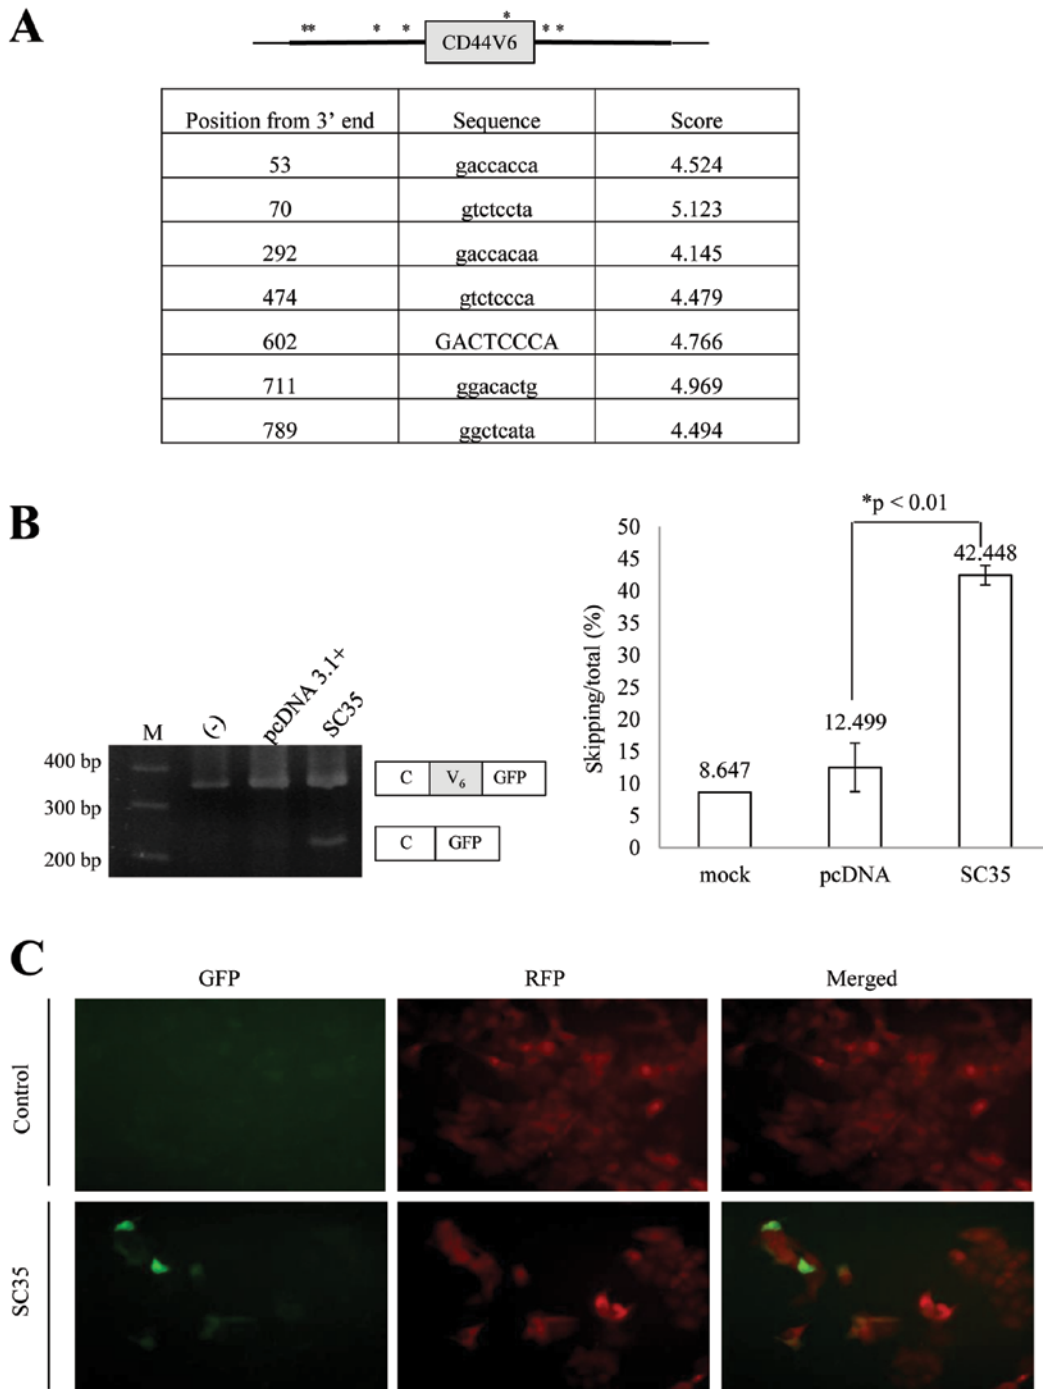 A
** * * * * *
CD44V6
Position from 3' end Sequence Score
53 gaccacca 4.524
70 gtctccta 5.123
292 gaccacaa 4.145
474 gtctccca 4.479
602 GACTCCCA 4.766
711 ggacactg 4.969
789 ggctcata 4.494
B
M (-) pcDNA 3.1+ SC35
400 bp
300 bp
200 bp
C V6 GFP
C GFP
*p < 0.01
Skipping/total (%)
50
45
40
35
30
25
20
15
10
5
0
8.647
12.499
42.448
mock pcDNA SC35
C
GFP RFP Merged
Control
SC35